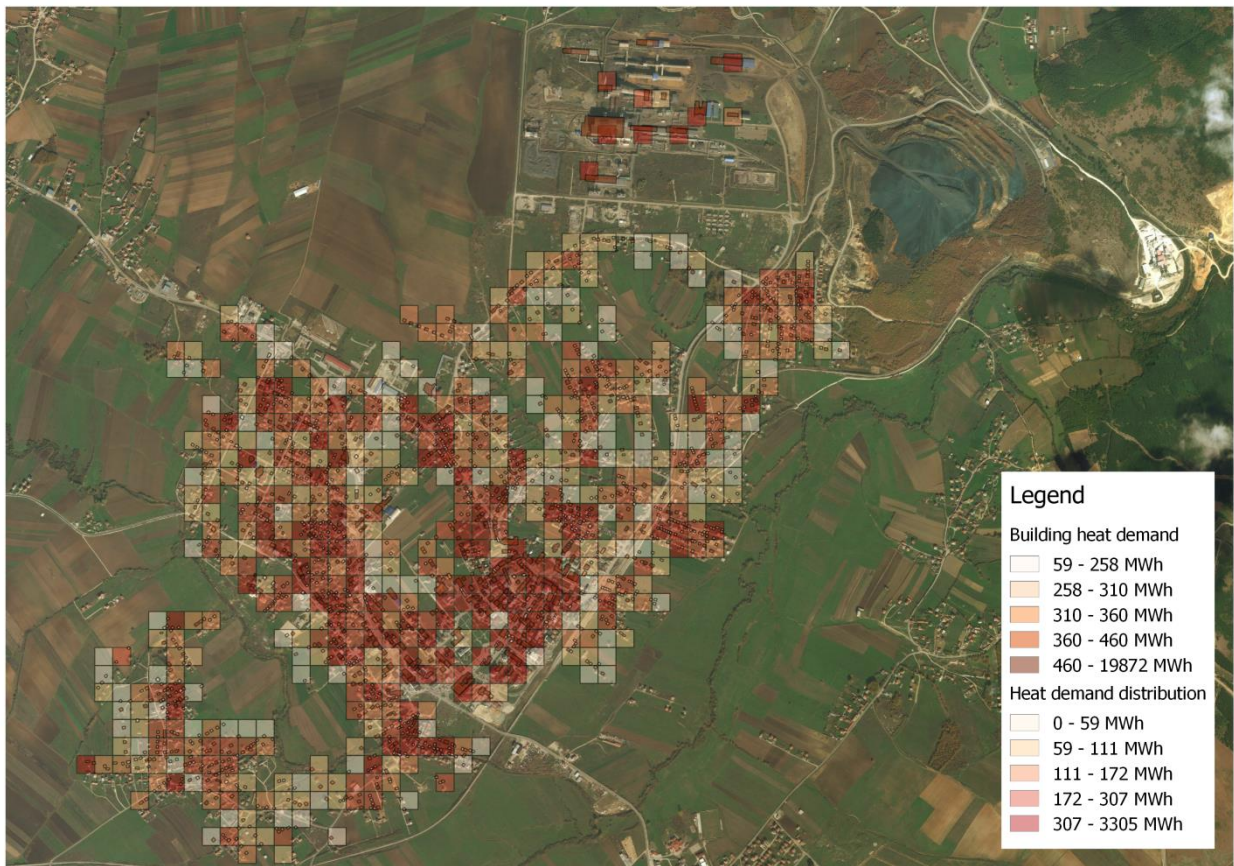 Legend
Building heat demand
59 - 258 MWh
258 - 310 MWh
310 - 360 MWh
360 - 460 MWh
460 - 19872 MWh
Heat demand distribution
0 - 59 MWh
59 - 111 MWh
111 - 172 MWh
172 - 307 MWh
307 - 3305 MWh